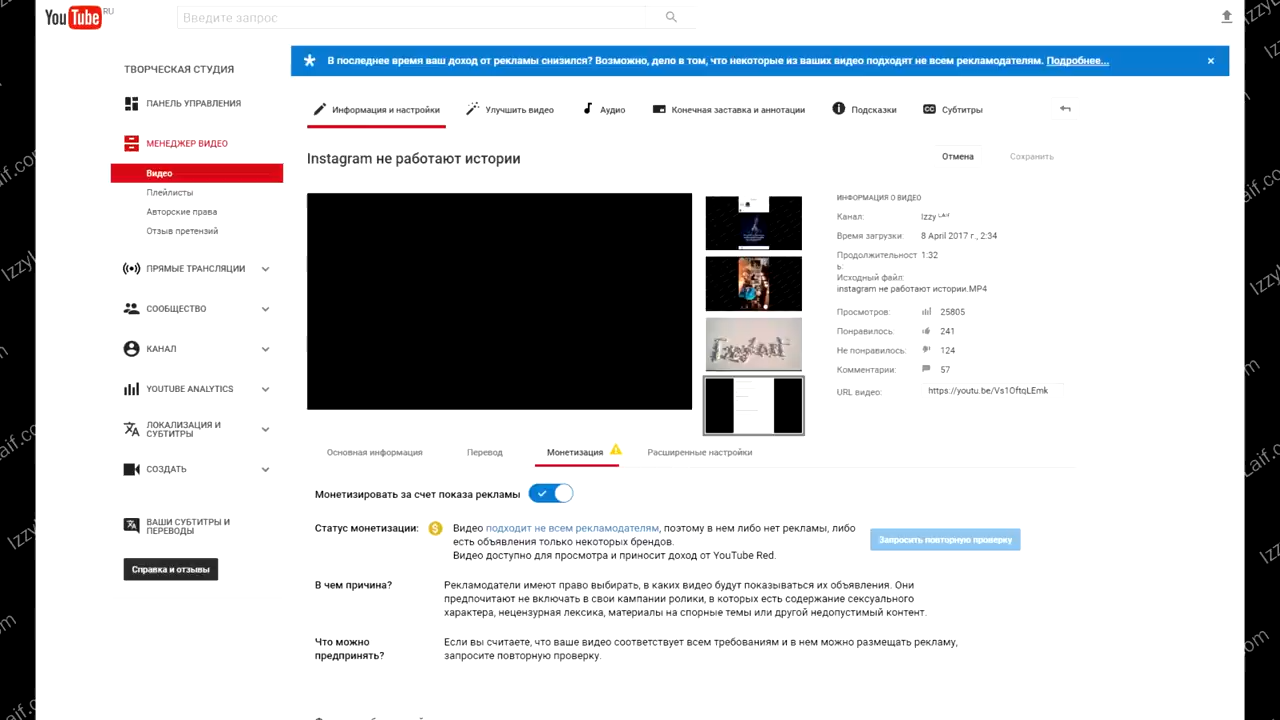 YouTube RU
Введите запрос
ТВОРЧЕСКАЯ СТУДИЯ
В последнее время ваш доход от рекламы снизился? Возможно, дело в том, что некоторые из ваших видео подходят не всем рекламодателям. Подробнее...
×
ПАНЕЛЬ УПРАВЛЕНИЯ
МЕНЕДЖЕР ВИДЕО
Видео
Плейлисты
Авторские права
Отзыв претензий
ПРЯМЫЕ ТРАНСЛЯЦИИ
СООБЩЕСТВО
КАНАЛ
YOUTUBE ANALYTICS
ЛОКАЛИЗАЦИЯ И
СУБТИТРЫ
СОЗДАТЬ
ВАШИ СУБТИТРЫ И
ПЕРЕВОДЫ
Справка и отзывы
Информация и настройки
Улучшить видео
Аудио
Конечная заставка и аннотации
Подсказки
CC Субтитры
Instagram не работают истории
Отмена
Сохранить
ИНФОРМАЦИЯ О ВИДЕО
Канал: Izzy Laif
Время загрузки: 8 April 2017 г., 2:34
Продолжительност 1:32
ь:
Исходный файл:
instagram не работают истории.MP4
Просмотров: 25805
Понравилось: 241
Не понравилось: 124
Комментарии: 57
URL видео: https://youtu.be/Vs1OftqLEmk
Основная информация
Перевод
Монетизация
Расширенные настройки
Монетизировать за счет показа рекламы
Статус монетизации:
Видео подходит не всем рекламодателям, поэтому в нем либо нет рекламы, либо
есть объявления только некоторых брендов.
Видео доступно для просмотра и приносит доход от YouTube Red.
Запросить повторную проверку
В чем причина?
Рекламодатели имеют право выбирать, в каких видео будут показываться их объявления. Они
предпочитают не включать в свои кампании ролики, в которых есть содержание сексуального
характера, нецензурная лексика, материалы на спорные темы или другой недопустимый контент.
Что можно
предпринять?
Если вы считаете, что ваше видео соответствует всем требованиям и в нем можно размещать рекламу,
запросите повторную проверку.